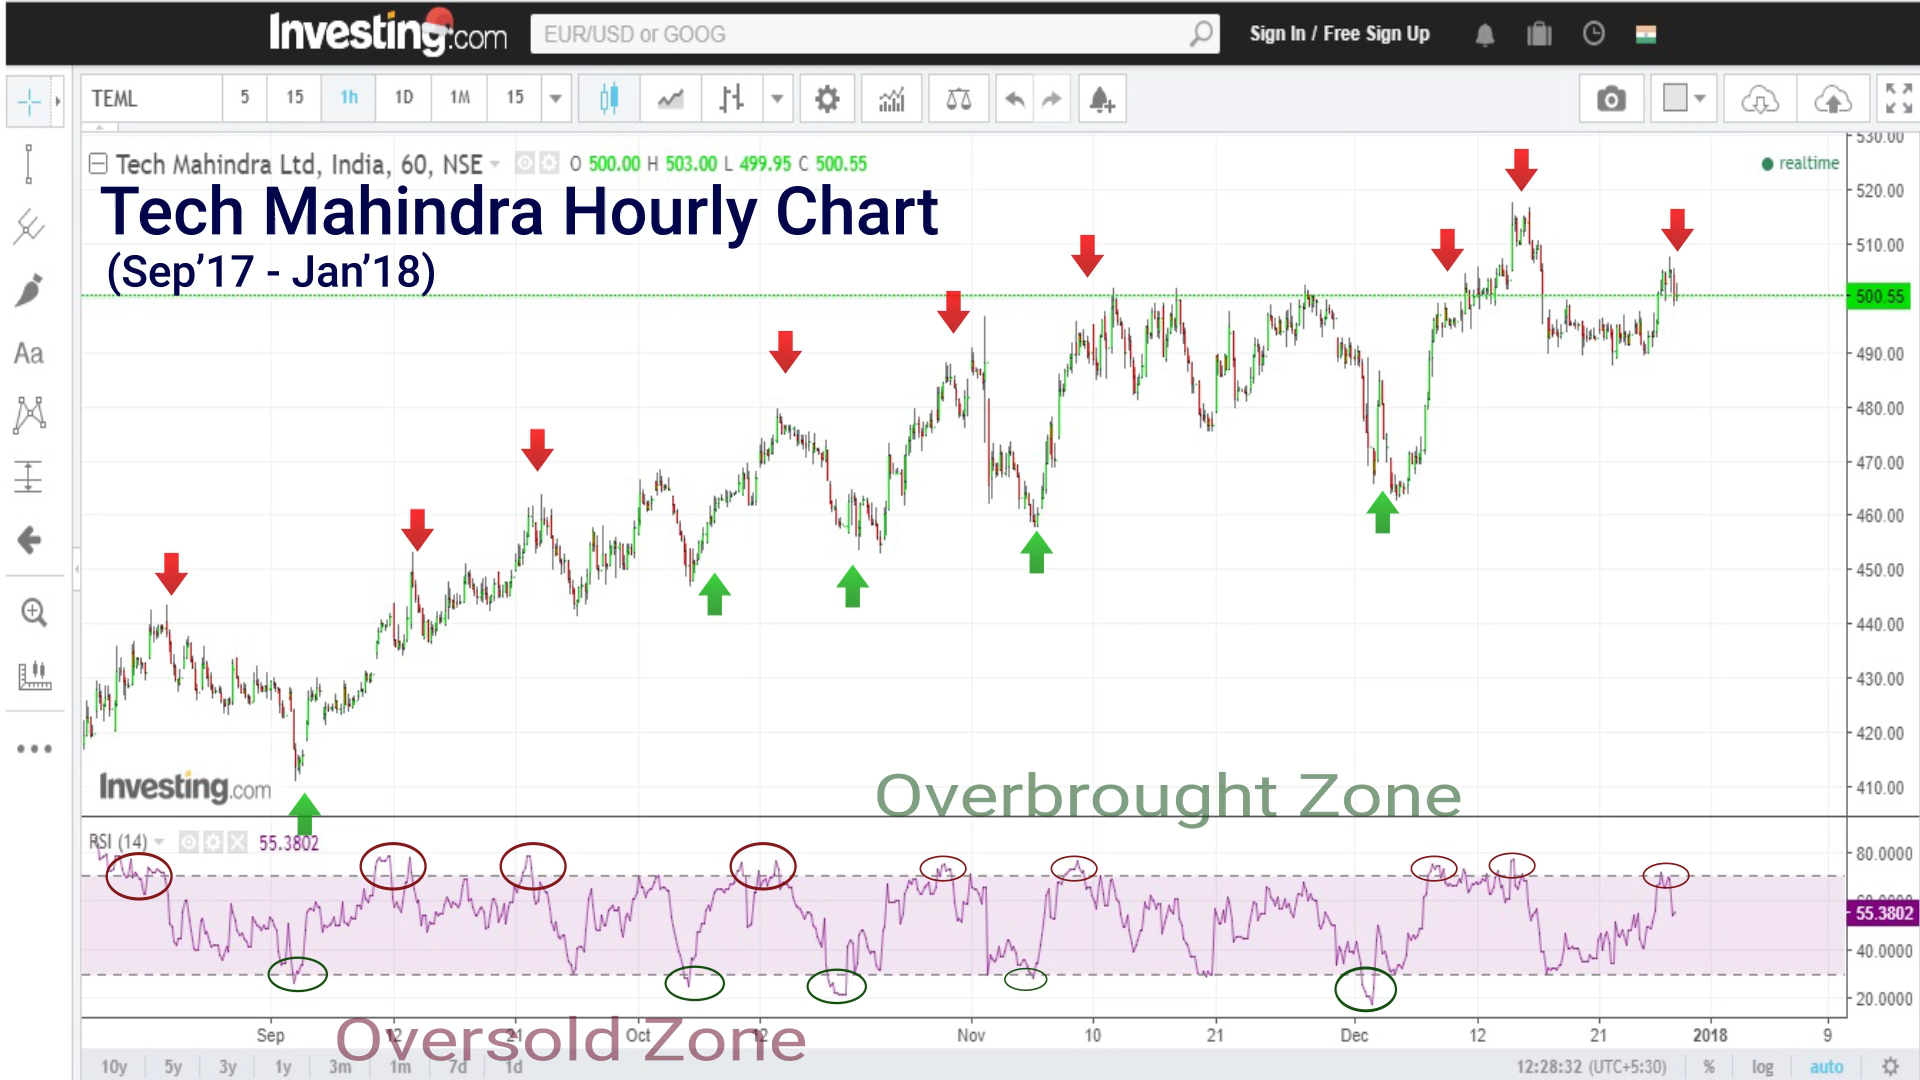 Investing.com
EUR/USD or GOOG
Sign In / Free Sign Up
TEML 5 15 1h 1D 1M 15
Tech Mahindra Ltd, India, 60, NSE O 500.00 H 503.00 L 499.95 C 500.55
realtime
Tech Mahindra Hourly Chart
(Sep’17 - Jan’18)
Aa
530.00
520.00
510.00
500.55
490.00
480.00
470.00
460.00
450.00
440.00
430.00
420.00
410.00
Investing.com
Overbrought Zone
RSI (14) 55.3802
80.0000
55.3802
40.0000
20.0000
Sep 12 21 Oct 12 Nov 10 21 Dec 12 21 2018 9
Oversold Zone
10y 5y 3y 1y 3m 1m 7d 1d 12:28:32 (UTC+5:30) % log auto